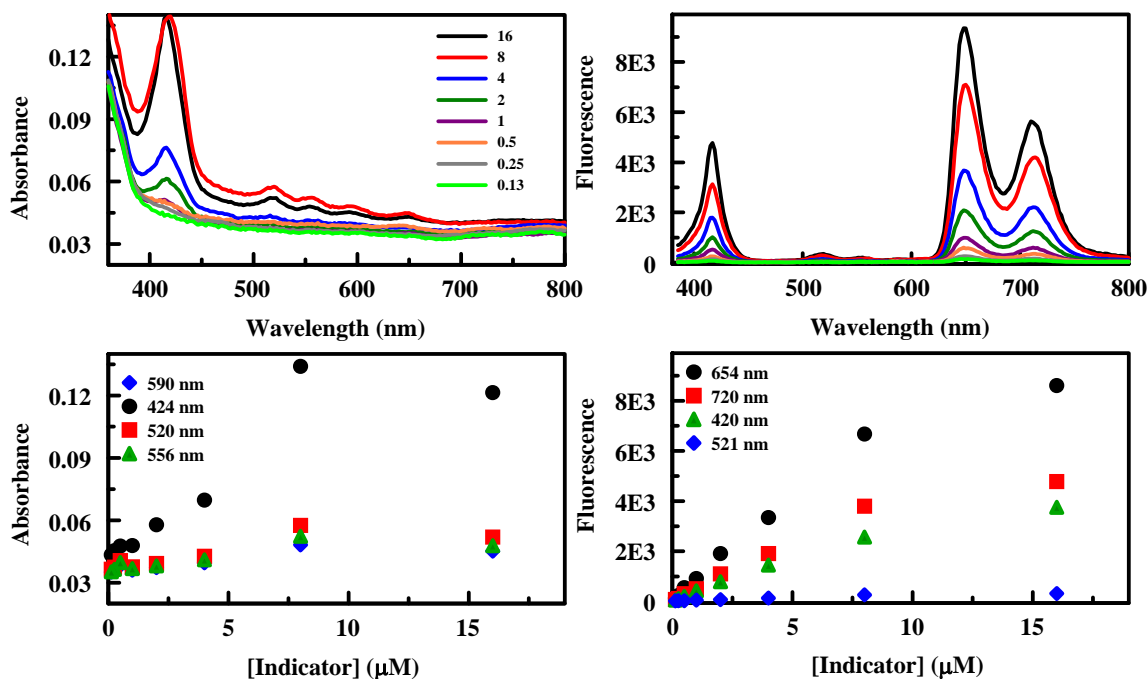 0.12
0.09
0.06
0.03
Absorbance
400
500
600
700
800
Wavelength (nm)
16
8
4
2
1
0.5
0.25
0.13
8E3
6E3
4E3
2E3
0
Fluorescence
400
500
600
700
800
Wavelength (nm)
0.12
0.09
0.06
0.03
Absorbance
590 nm
424 nm
520 nm
556 nm
0
5
10
15
[Indicator] (μM)
8E3
6E3
4E3
2E3
0
Fluorescence
654 nm
720 nm
420 nm
521 nm
0
5
10
15
[Indicator] (μM)